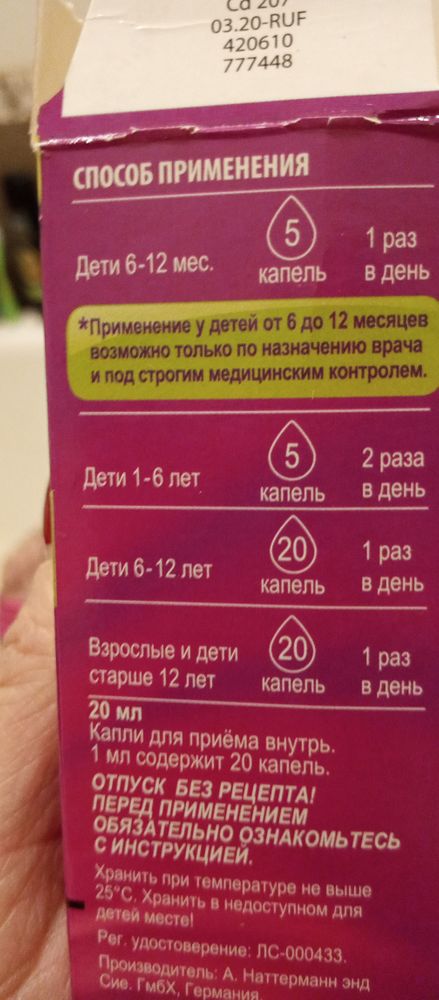 03.20-RUF
420610
777448
СПОСОБ ПРИМЕНЕНИЯ
Дети 6-12 мес. 5 капель 1 раз в день
*Применение у детей от 6 до 12 месяцев
возможно только по назначению врача
и под строгим медицинским контролем.
Дети 1-6 лет 5 капель 2 раза в день
Дети 6-12 лет 20 капель 1 раз в день
Взрослые и дети старше 12 лет 20 капель 1 раз в день
20 мл
Капли для приёма внутрь.
1 мл содержит 20 капель.
ОТПУСК БЕЗ РЕЦЕПТА!
ПЕРЕД ПРИМЕНЕНИЕМ
ОБЯЗАТЕЛЬНО ОЗНАКОМЬТЕСЬ
С ИНСТРУКЦИЕЙ.
Хранить при температуре не выше
25°C. Хранить в недоступном для
детей месте!
Рег. удостоверение: ЛС-000433.
Производитель: А. Наттерманн энд
Сие. ГмбХ, Германия